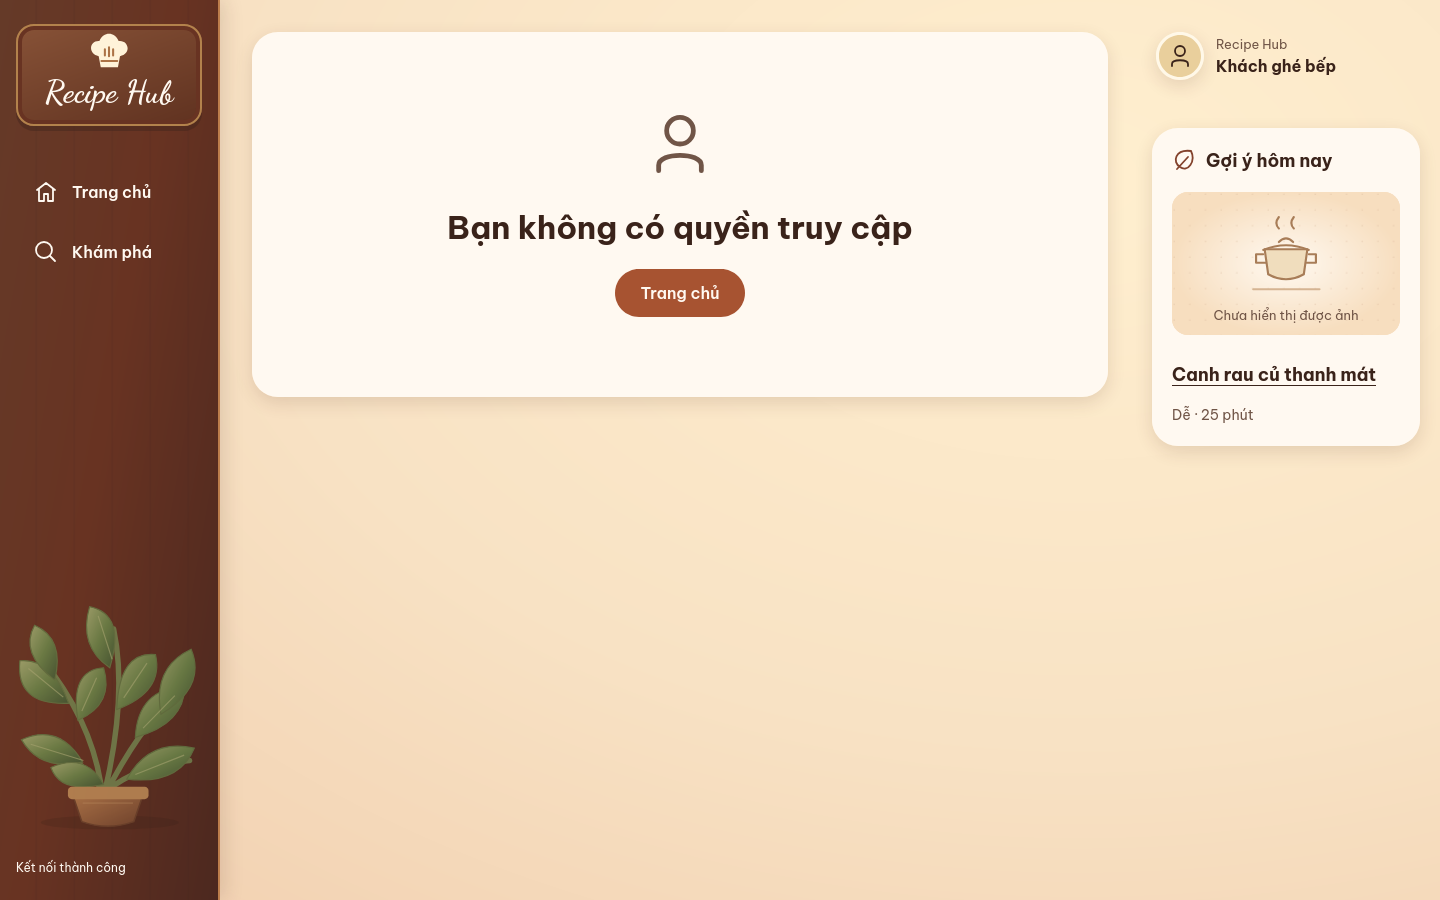 Recipe Hub
Trang chủ
Khám phá
Kết nối thành công
Bạn không có quyền truy cập
Trang chủ
Recipe Hub
Khách ghé bếp
Gợi ý hôm nay
Chưa hiển thị được ảnh
Canh rau củ thanh mát
Dễ · 25 phút